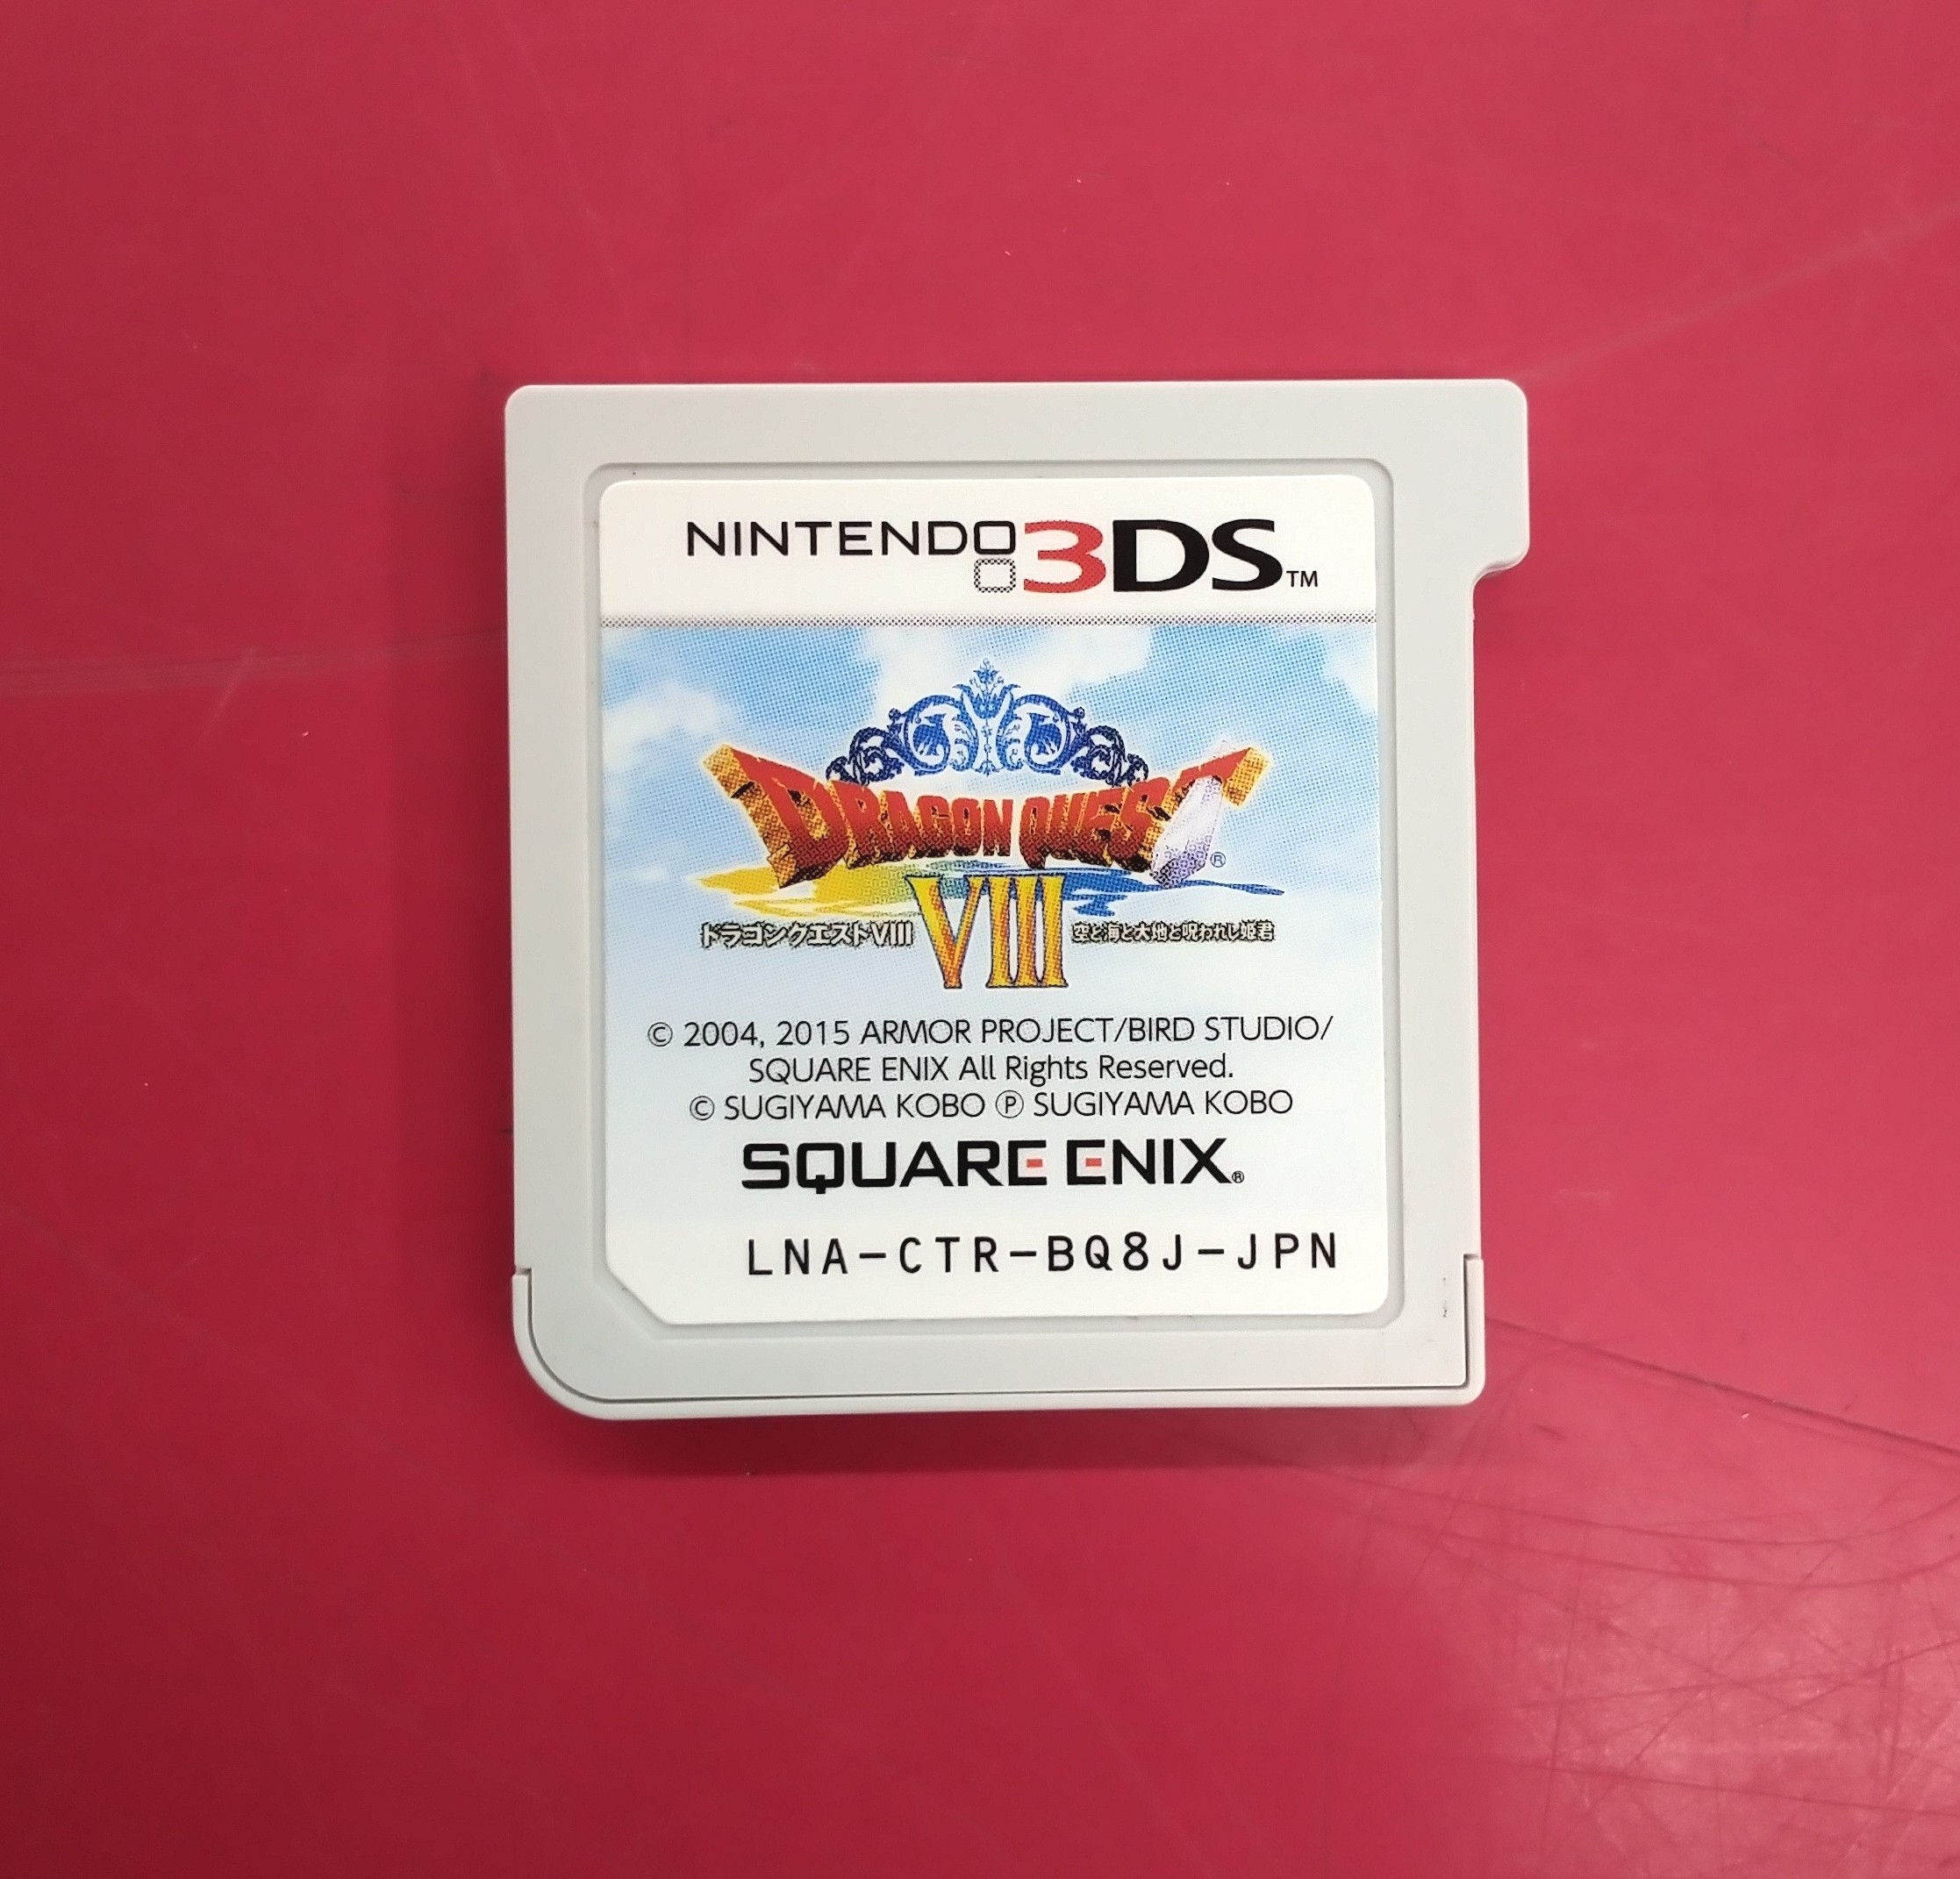 NINTENDO 3DS™
DRAGON QUEST®
VIII
ドラゴンクエストVIII 空と海と大地と呪われし姫君
© 2004, 2015 ARMOR PROJECT/BIRD STUDIO/
SQUARE ENIX All Rights Reserved.
© SUGIYAMA KOBO ℗ SUGIYAMA KOBO
SQUARE ENIX®
LNA-CTR-BQ8J-JPN